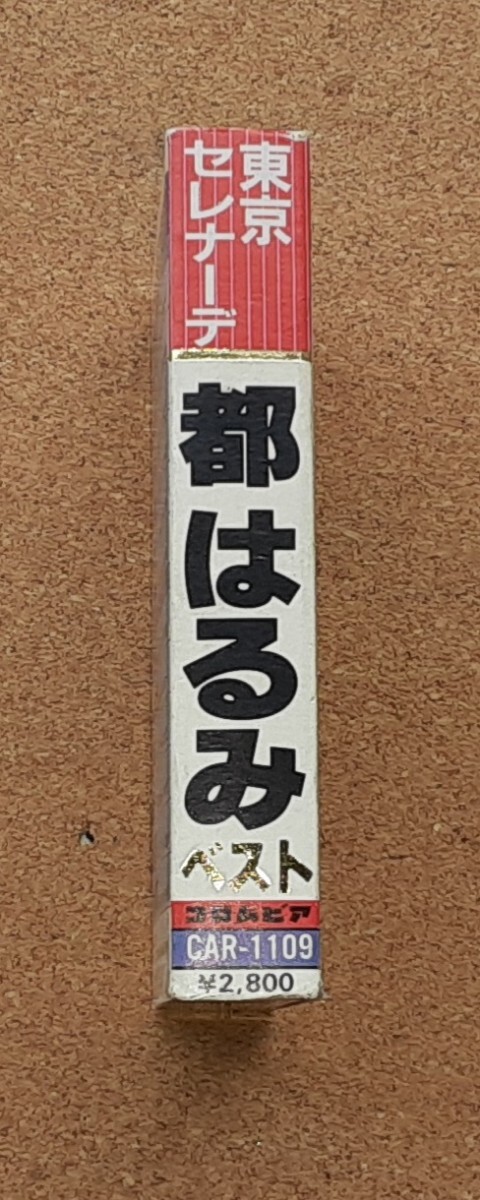 東京
セレナーデ
都はるみ
ベスト
コロムビア
CAR-1109
¥2,800